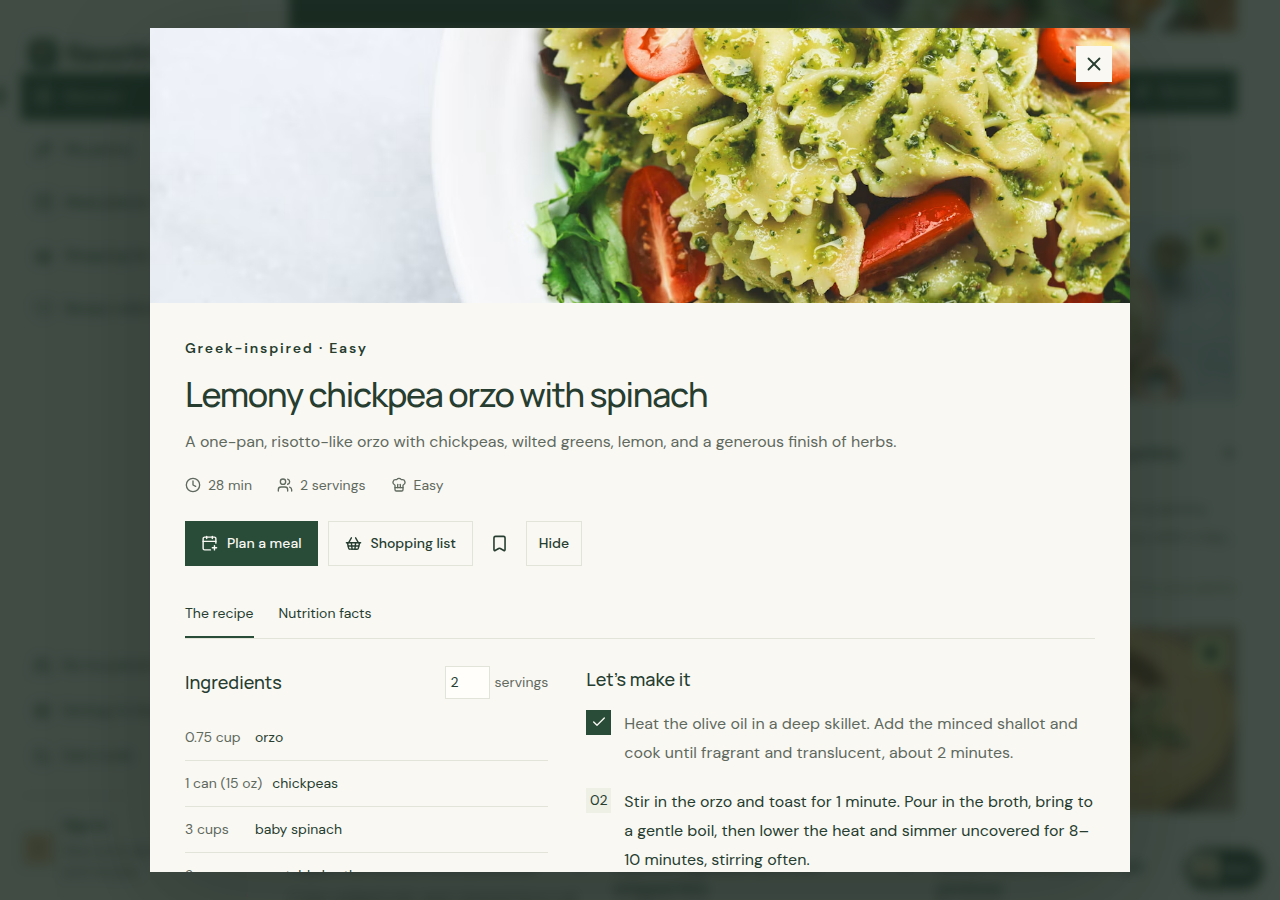 Greek-inspired · Easy
Lemony chickpea orzo with spinach
A one-pan, risotto-like orzo with chickpeas, wilted greens, lemon, and a generous finish of herbs.
28 min 2 servings Easy
Plan a meal Shopping list Hide
The recipe Nutrition facts
Ingredients 2 servings
0.75 cup orzo
1 can (15 oz) chickpeas
3 cups baby spinach
Let's make it
Heat the olive oil in a deep skillet. Add the minced shallot and
cook until fragrant and translucent, about 2 minutes.
02 Stir in the orzo and toast for 1 minute. Pour in the broth, bring to
a gentle boil, then lower the heat and simmer uncovered for 8–
10 minutes, stirring often.